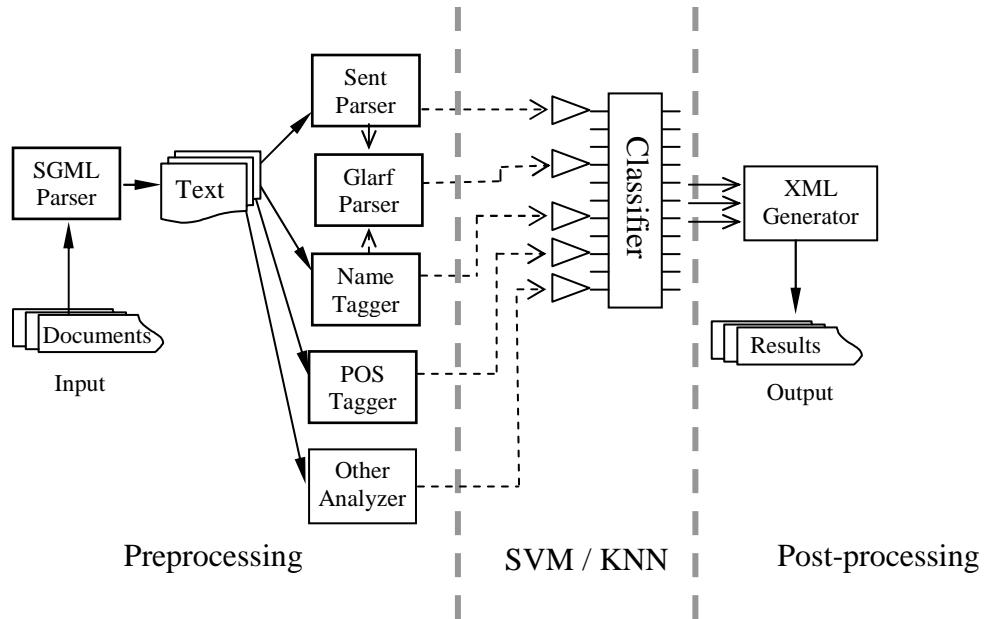 Sent
Parser
SGML
Parser
Text
Glarf
Parser
Name
Tagger
Documents
Input
POS
Tagger
Other
Analyzer
Classifier
XML
Generator
Results
Output
Preprocessing
SVM / KNN
Post-processing